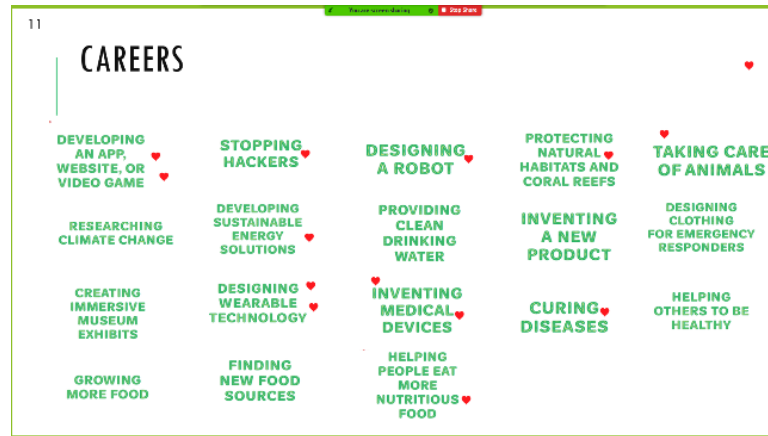 You are screen sharing
Stop Share
11
CAREERS
DEVELOPING
AN APP,
WEBSITE, OR
VIDEO GAME
STOPPING
HACKERS
DESIGNING
A ROBOT
PROTECTING
NATURAL
HABITATS AND
CORAL REEFS
TAKING CARE
OF ANIMALS
RESEARCHING
CLIMATE CHANGE
DEVELOPING
SUSTAINABLE
ENERGY
SOLUTIONS
PROVIDING
CLEAN
DRINKING
WATER
INVENTING
A NEW
PRODUCT
DESIGNING
CLOTHING
FOR EMERGENCY
RESPONDERS
CREATING
IMMERSIVE
MUSEUM
EXHIBITS
DESIGNING
WEARABLE
TECHNOLOGY
INVENTING
MEDICAL
DEVICES
CURING
DISEASES
HELPING
OTHERS TO BE
HEALTHY
GROWING
MORE FOOD
FINDING
NEW FOOD
SOURCES
HELPING
PEOPLE EAT
MORE
NUTRITIOUS
FOOD